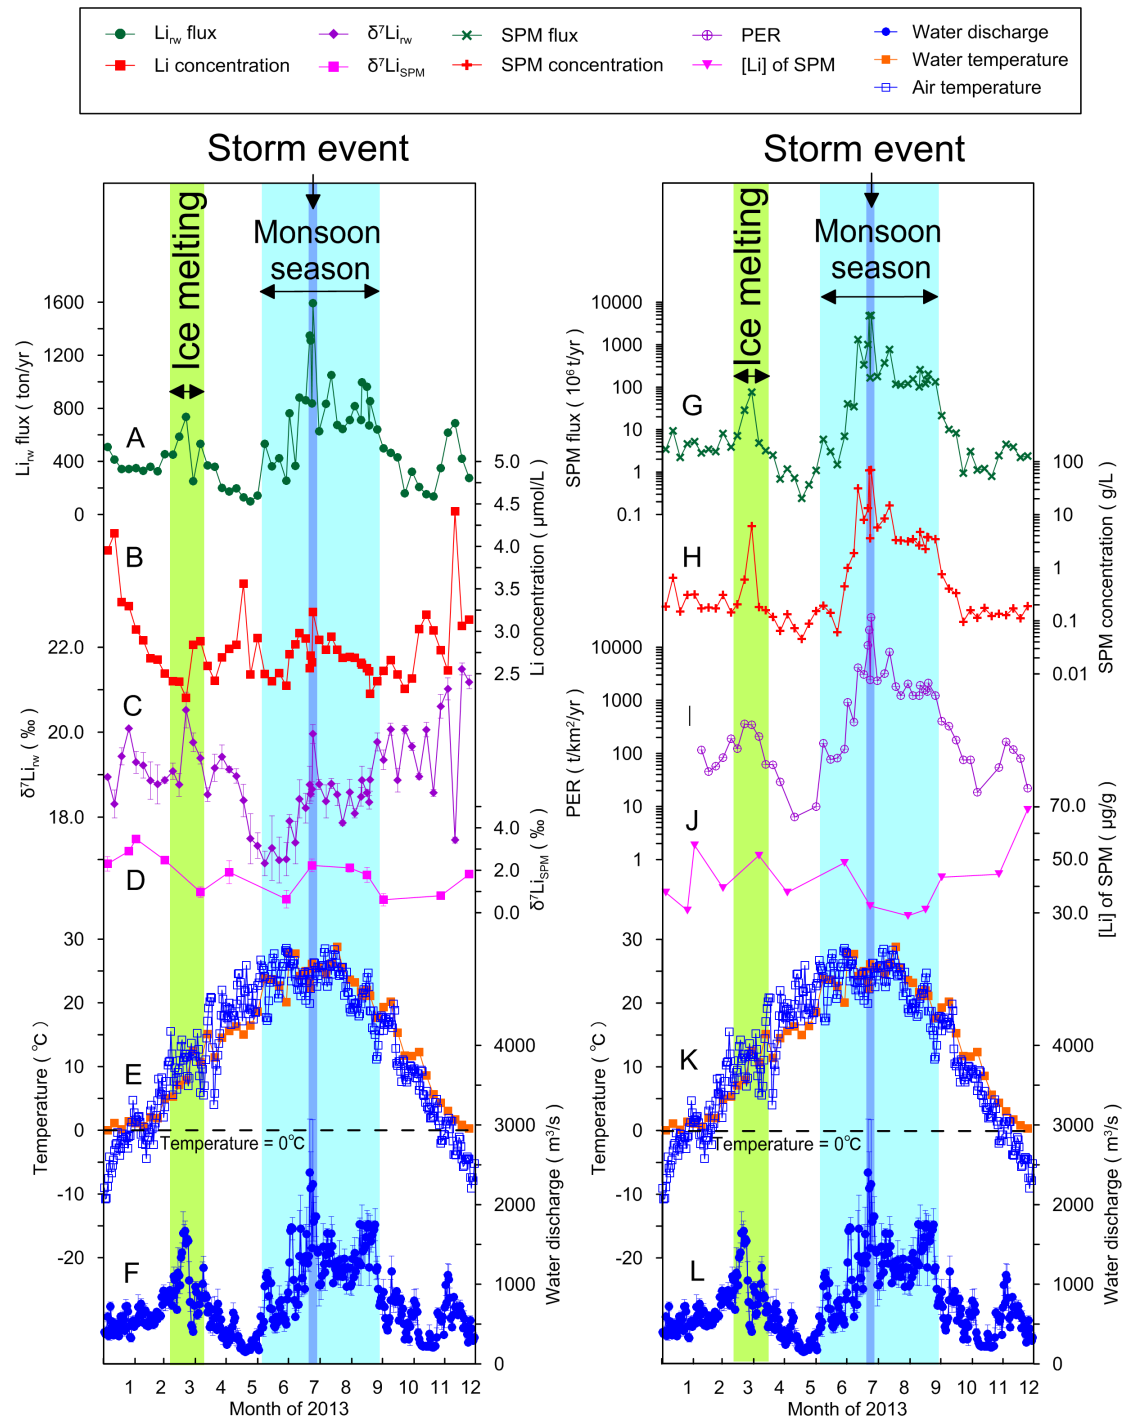 Li_rw flux δ⁷Li_rw SPM flux PER Water discharge
Li concentration δ⁷Li_SPM SPM concentration [Li] of SPM Water temperature
Air temperature
Storm event
Ice melting
Monsoon
season
1600
1200
800
400
0
Li_rw flux ( ton/yr )
A
5.0
4.5
4.0
3.5
3.0
2.5
Li concentration ( μmol/L )
B
22.0
20.0
18.0
δ⁷Li_rw ( ‰ )
C
4.0
2.0
0.0
δ⁷Li_SPM ( ‰ )
D
30
20
10
0
-10
-20
Temperature ( °C )
E
Temperature = 0°C
4000
3000
2000
1000
0
Water discharge ( m³/s )
F
1 2 3 4 5 6 7 8 9 10 11 12
Month of 2013
Storm event
Ice melting
Monsoon
season
10000
1000
100
10
1
0.1
SPM flux ( 10⁶ t/yr )
G
100
10
1
0.1
0.01
SPM concentration ( g/L )
H
10000
1000
100
10
1
PER ( t/km²/yr )
I
70.0
50.0
30.0
[Li] of SPM ( μg/g )
J
30
20
10
0
-10
-20
Temperature ( °C )
K
Temperature = 0°C
4000
3000
2000
1000
0
Water discharge ( m³/s )
L
1 2 3 4 5 6 7 8 9 10 11 12
Month of 2013